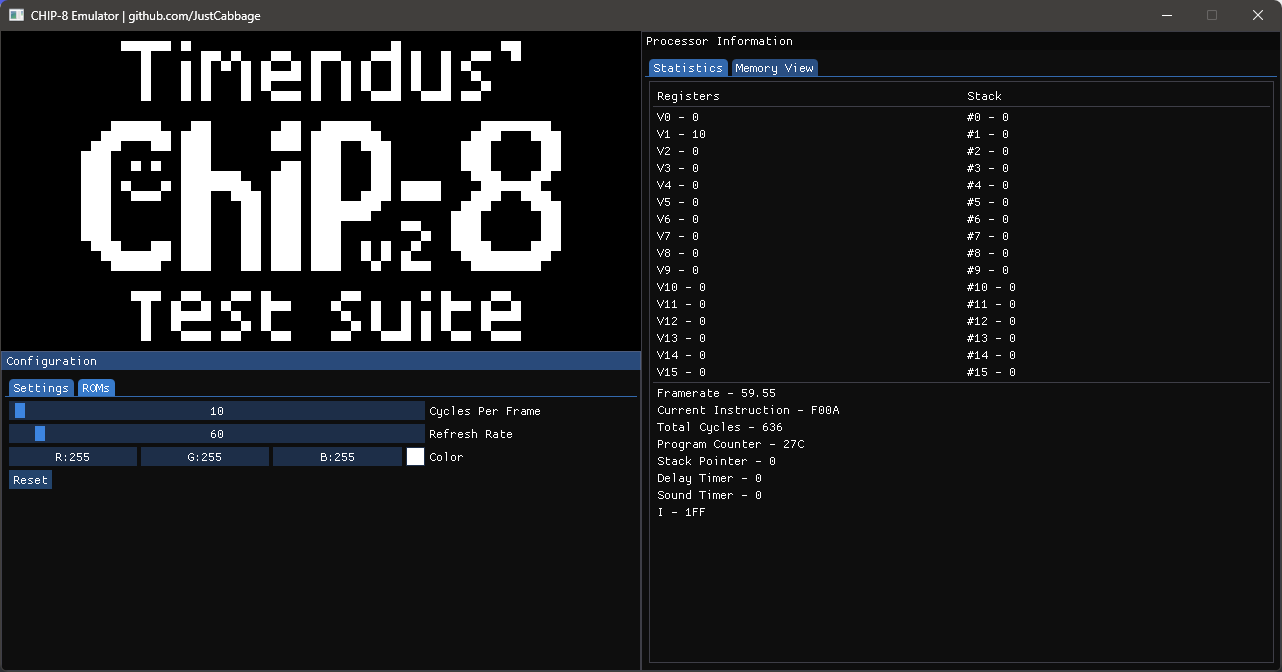 CHIP-8 Emulator | github.com/JustCabbage
Timendus'
ChiP-8
v2
Test suite
Configuration
Settings ROMs
10 Cycles Per Frame
60 Refresh Rate
R:255 G:255 B:255 Color
Reset
Processor Information
Statistics Memory View
Registers Stack
V0 - 0 #0 - 0
V1 - 10 #1 - 0
V2 - 0 #2 - 0
V3 - 0 #3 - 0
V4 - 0 #4 - 0
V5 - 0 #5 - 0
V6 - 0 #6 - 0
V7 - 0 #7 - 0
V8 - 0 #8 - 0
V9 - 0 #9 - 0
V10 - 0 #10 - 0
V11 - 0 #11 - 0
V12 - 0 #12 - 0
V13 - 0 #13 - 0
V14 - 0 #14 - 0
V15 - 0 #15 - 0
Framerate - 59.55
Current Instruction - F00A
Total Cycles - 636
Program Counter - 27C
Stack Pointer - 0
Delay Timer - 0
Sound Timer - 0
I - 1FF